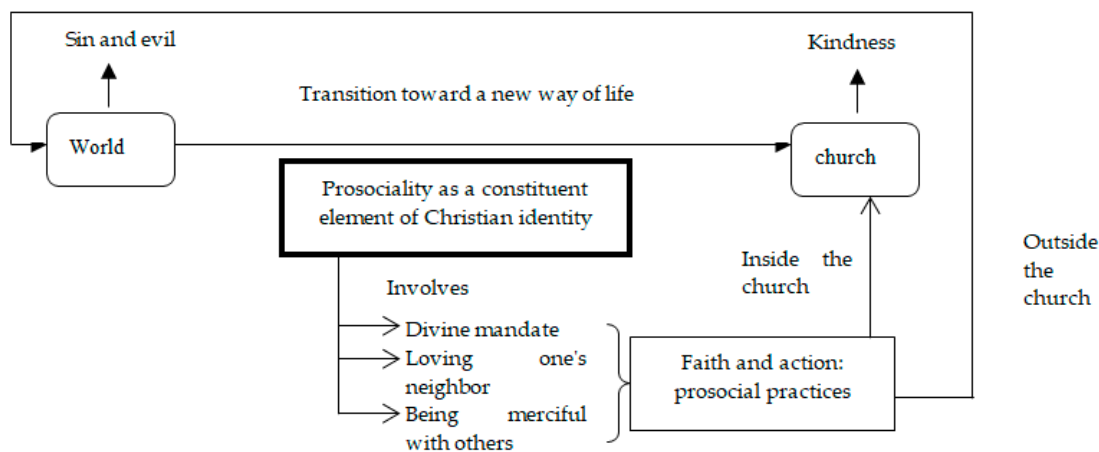 Sin and evil
Kindness
Transition toward a new way of life
World
church
Prosociality as a constituent
element of Christian identity
Inside the
church
Outside
the
church
Involves
Divine mandate
Loving one's
neighbor
Being merciful
with others
Faith and action:
prosocial practices